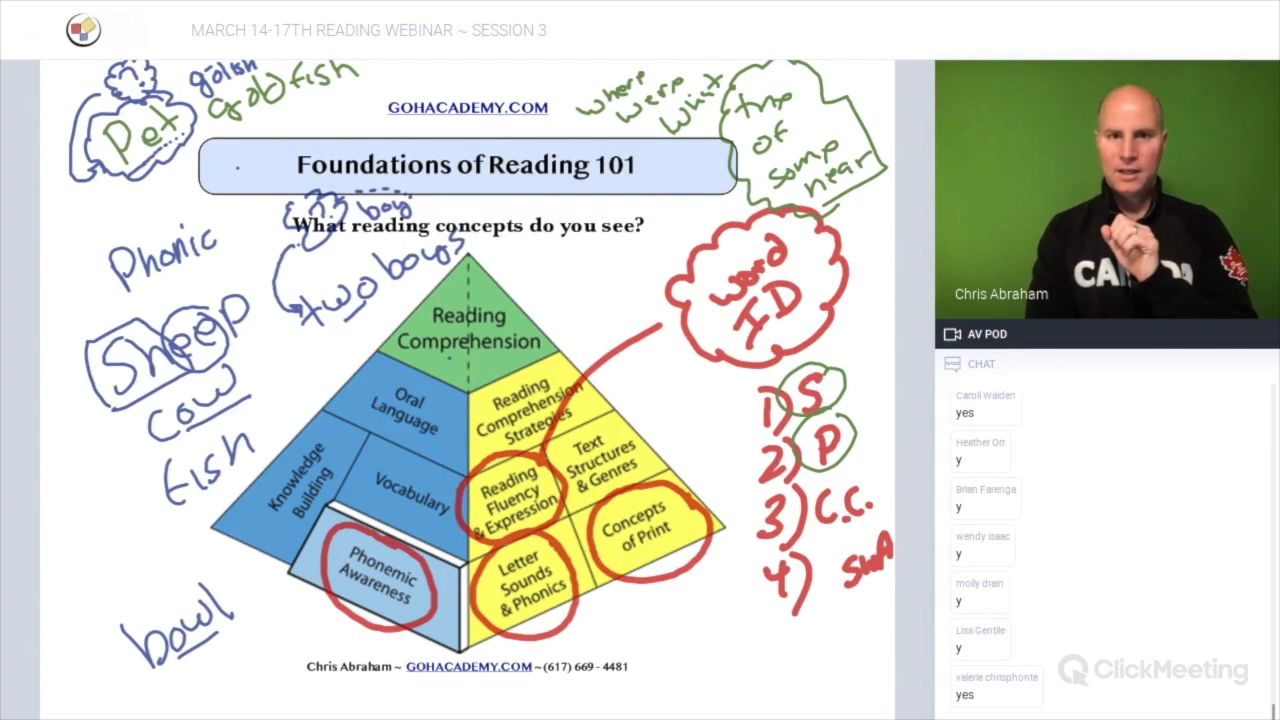 MARCH 14-17TH READING WEBINAR ~ SESSION 3
golish
goldfish
Pet
GOHACADEMY.COM
where
were
what
the
of
some
near
Foundations of Reading 101
boy
What reading concepts do you see?
two boys
Phonic
Sheep
cow
fish
bowl
word
ID
Reading
Comprehension
Oral
Language
Reading
Comprehension
Strategies
Knowledge
Building
Vocabulary
Reading
Fluency
& Expression
Text
Structures
& Genres
Phonemic
Awareness
Letter
Sounds
& Phonics
Concepts
of Print
1) S
2) P
3) C.C.
4)
Chris Abraham ~ GOHACADEMY.COM ~ (617) 669 - 4481
CANADA
Chris Abraham
AV POD
CHAT
Caroll Walden
yes
Heather Orr
y
Brian Farenga
y
wendy isaac
y
molly drain
y
Lisa Gentile
y
valerie chrisphonte
yes
ClickMeeting